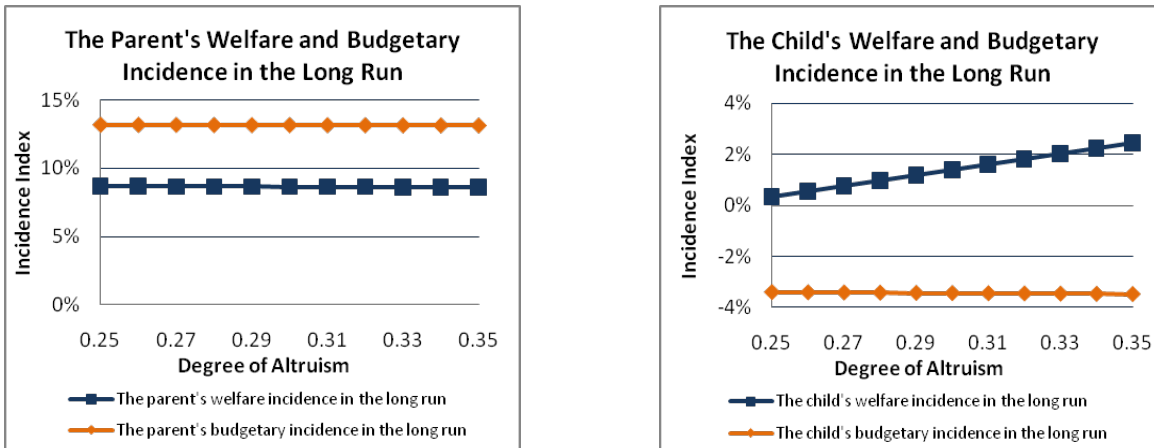 The Parent's Welfare and Budgetary
Incidence in the Long Run
15%
10%
5%
0%
Incidence Index
0.25 0.27 0.29 0.31 0.33 0.35
Degree of Altruism
The parent's welfare incidence in the long run
The parent's budgetary incidence in the long run
The Child's Welfare and Budgetary
Incidence in the Long Run
4%
2%
0%
-2%
-4%
Incidence Index
0.25 0.27 0.29 0.31 0.33 0.35
Degree of Altruism
The child's welfare incidence in the long run
The child's budgetary incidence in the long run